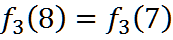 f₃(8) = f₃(7)